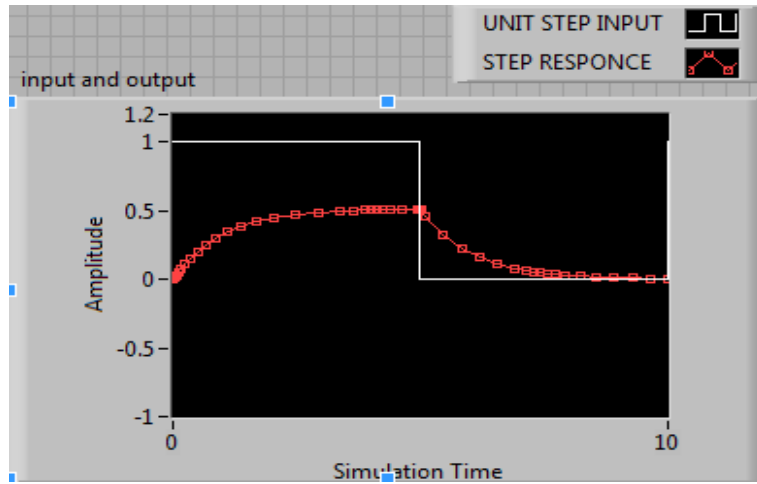 UNIT STEP INPUT
STEP RESPONCE
input and output
1.2
1
0.5
0
-0.5
-1
Amplitude
0
10
Simulation Time